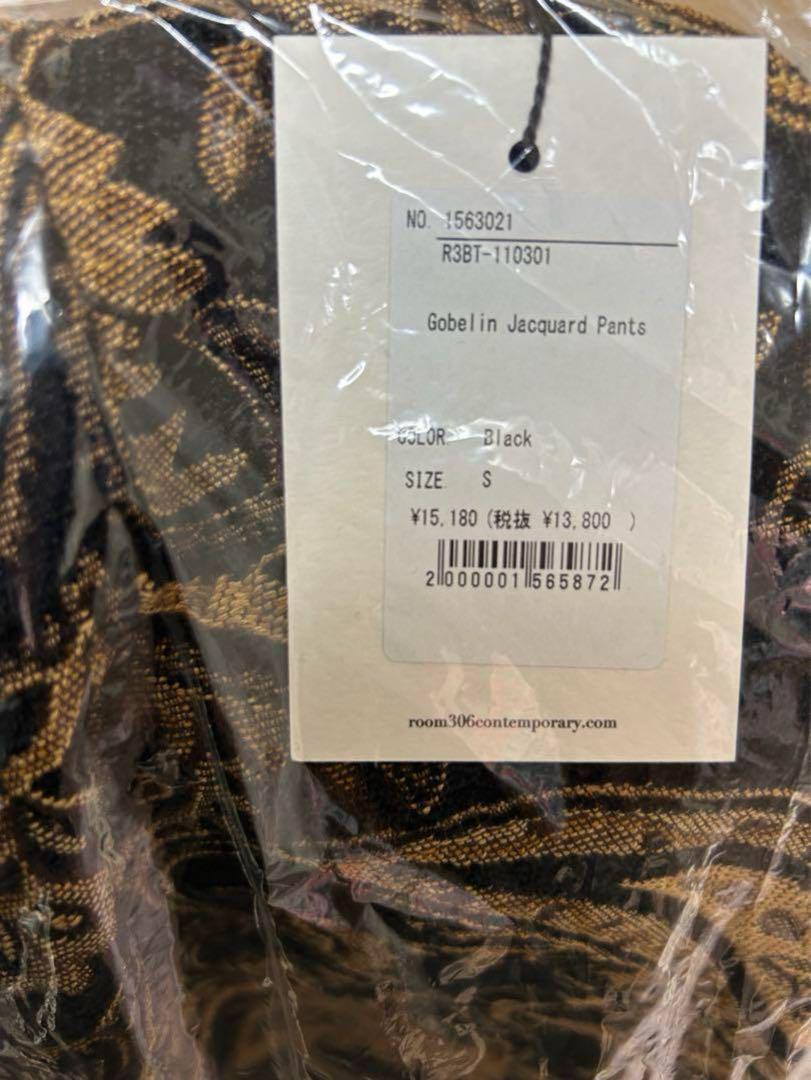 NO. 1563021
R3BT-110301
Gobelin Jacquard Pants
COLOR. Black
SIZE. S
¥15,180 (税抜 ¥13,800 )
2000001565872
room306contemporary.com